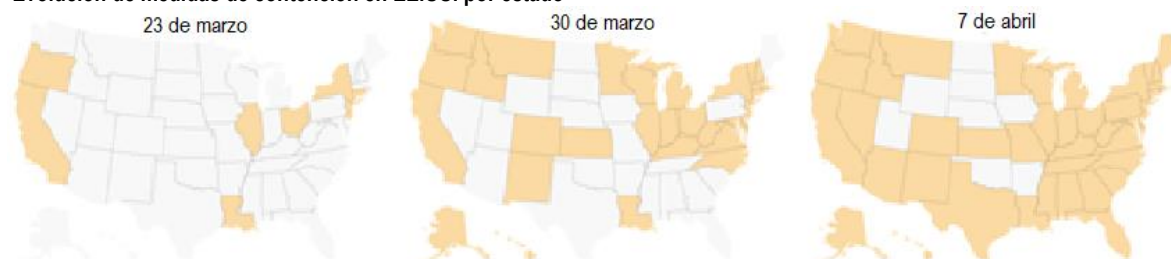 Evolución de medidas de contención en EE.UU. por estado
23 de marzo
30 de marzo
7 de abril